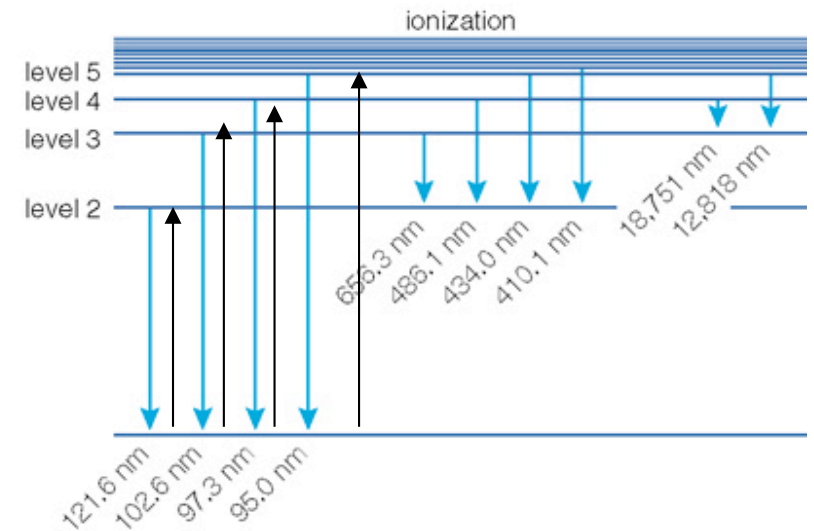 ionization
level 5
level 4
level 3
level 2
656.3 nm
486.1 nm
434.0 nm
410.1 nm
18,751 nm
12,818 nm
121.6 nm
102.6 nm
97.3 nm
95.0 nm